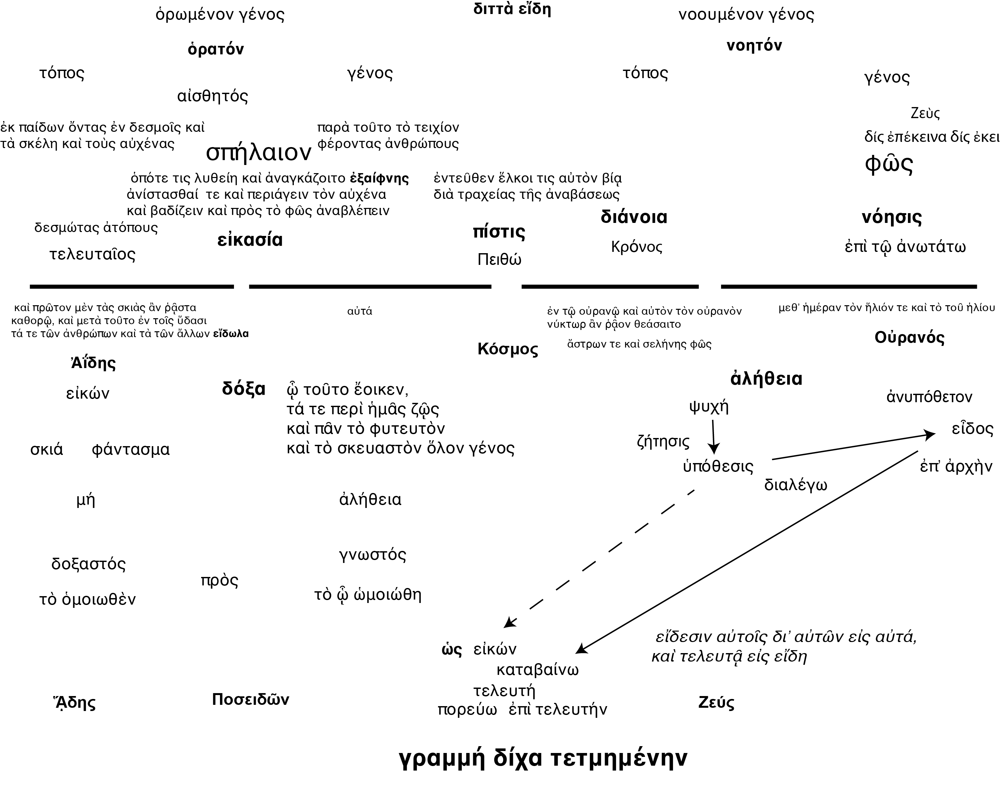 ὁρωμένον γένος
διττὰ εἴδη
νοουμένον γένος
ὁρατόν
νοητόν
τόπος
γένος
τόπος
γένος
αἰσθητός
Ζεὺς
ἐκ παίδων ὄντας ἐν δεσμοῖς καὶ
τὰ σκέλη καὶ τοὺς αὐχένας
παρὰ τοῦτο τὸ τειχίον
φέροντας ἀνθρώπους
δίς ἐπέκεινα δίς ἐκει
σπήλαιον
φῶς
ὁπότε τις λυθείη καὶ ἀναγκάζοιτο ἐξαίφνης
ἀνίστασθαί τε καὶ περιάγειν τὸν αὐχένα
καὶ βαδίζειν καὶ πρὸς τὸ φῶς ἀναβλέπειν
ἐντεῦθεν ἕλκοι τις αὐτὸν βίᾳ
διὰ τραχείας τῆς ἀναβάσεως
δεσμώτας ἀτόπους
εἰκασία
πίστις
διάνοια
νόησις
τελευταῖος
Πειθώ
Κρόνος
ἐπὶ τῷ ἀνωτάτω
καὶ πρῶτον μὲν τὰς σκιὰς ἂν ῥᾷστα
καθορῷ, καὶ μετὰ τοῦτο ἐν τοῖς ὕδασι
τά τε τῶν ἀνθρώπων καὶ τὰ τῶν ἄλλων εἴδωλα
αὐτά
ἐν τῷ οὐρανῷ καὶ αὐτὸν τὸν οὐρανὸν
νύκτωρ ἂν ῥᾷον θεάσαιτο
ἄστρων τε καὶ σελήνης φῶς
μεθ’ ἡμέραν τὸν ἥλιόν τε καὶ τὸ τοῦ ἡλίου
Οὐρανός
Κόσμος
Ἀΐδης
ἀλήθεια
εἰκών
δόξα
ᾧ τοῦτο ἔοικεν,
τά τε περὶ ἡμᾶς ζῷς
καὶ πᾶν τὸ φυτευτὸν
καὶ τὸ σκευαστὸν ὅλον γένος
ψυχή
ἀνυπόθετον
εἶδος
ζήτησις
σκιά
φάντασμα
ὑπόθεσις
ἐπ’ ἀρχὴν
διαλέγω
μή
ἀλήθεια
γνωστός
δοξαστός
πρὸς
τὸ ὁμοιωθὲν
τὸ ᾧ ὡμοιώθη
εἴδεσιν αὐτοῖς δι’ αὐτῶν εἰς αὐτά,
καὶ τελευτᾷ εἰς εἴδη
ὡς εἰκών
καταβαίνω
τελευτή
πορεύω ἐπὶ τελευτήν
ᾍδης
Ποσειδῶν
Ζεύς
γραμμή δίχα τετμημένην